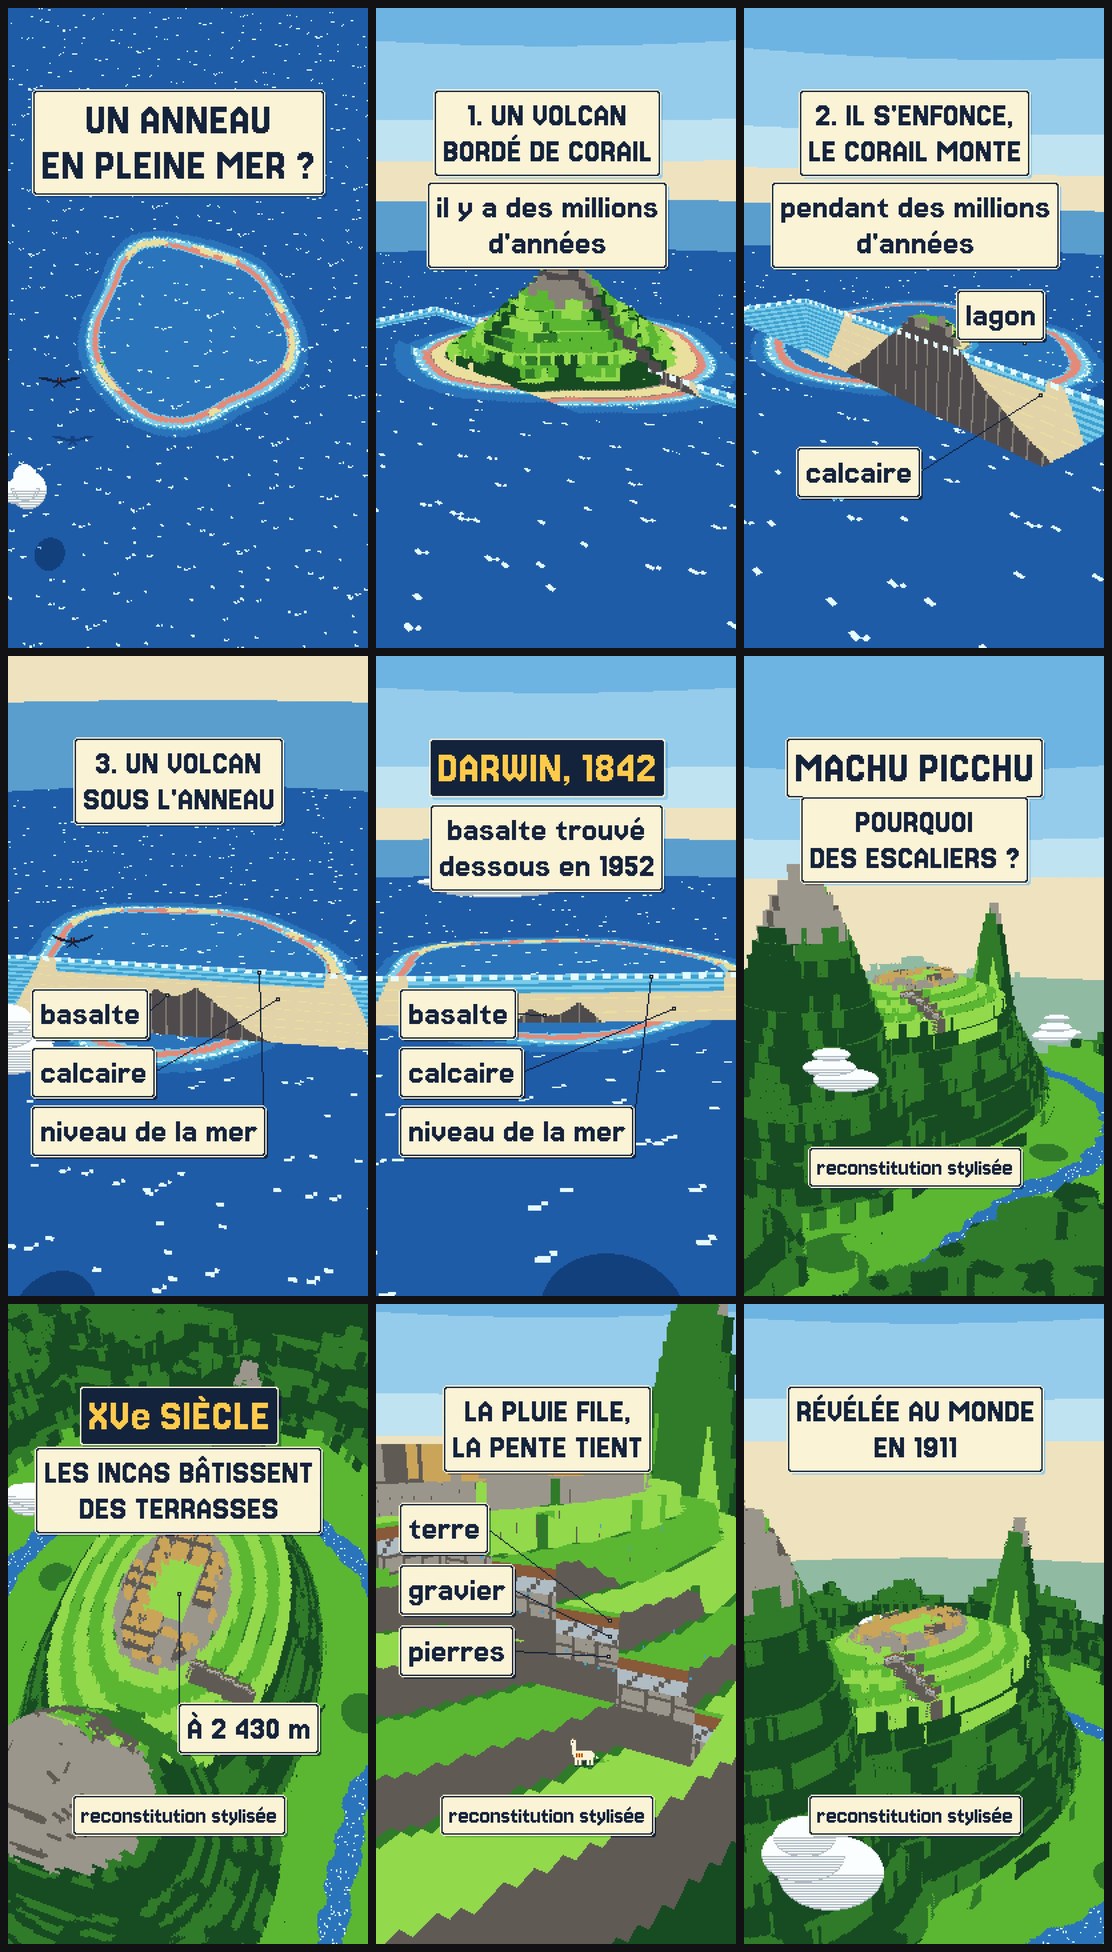 UN ANNEAU
EN PLEINE MER ?
1. UN VOLCAN
BORDÉ DE CORAIL
il y a des millions
d'années
2. IL S'ENFONCE,
LE CORAIL MONTE
pendant des millions
d'années
lagon
calcaire
3. UN VOLCAN
SOUS L'ANNEAU
basalte
calcaire
niveau de la mer
DARWIN, 1842
basalte trouvé
dessous en 1952
basalte
calcaire
niveau de la mer
MACHU PICCHU
POURQUOI
DES ESCALIERS ?
reconstitution stylisée
XVe SIÈCLE
LES INCAS BÂTISSENT
DES TERRASSES
À 2 430 m
reconstitution stylisée
LA PLUIE FILE,
LA PENTE TIENT
terre
gravier
pierres
reconstitution stylisée
RÉVÉLÉE AU MONDE
EN 1911
reconstitution stylisée